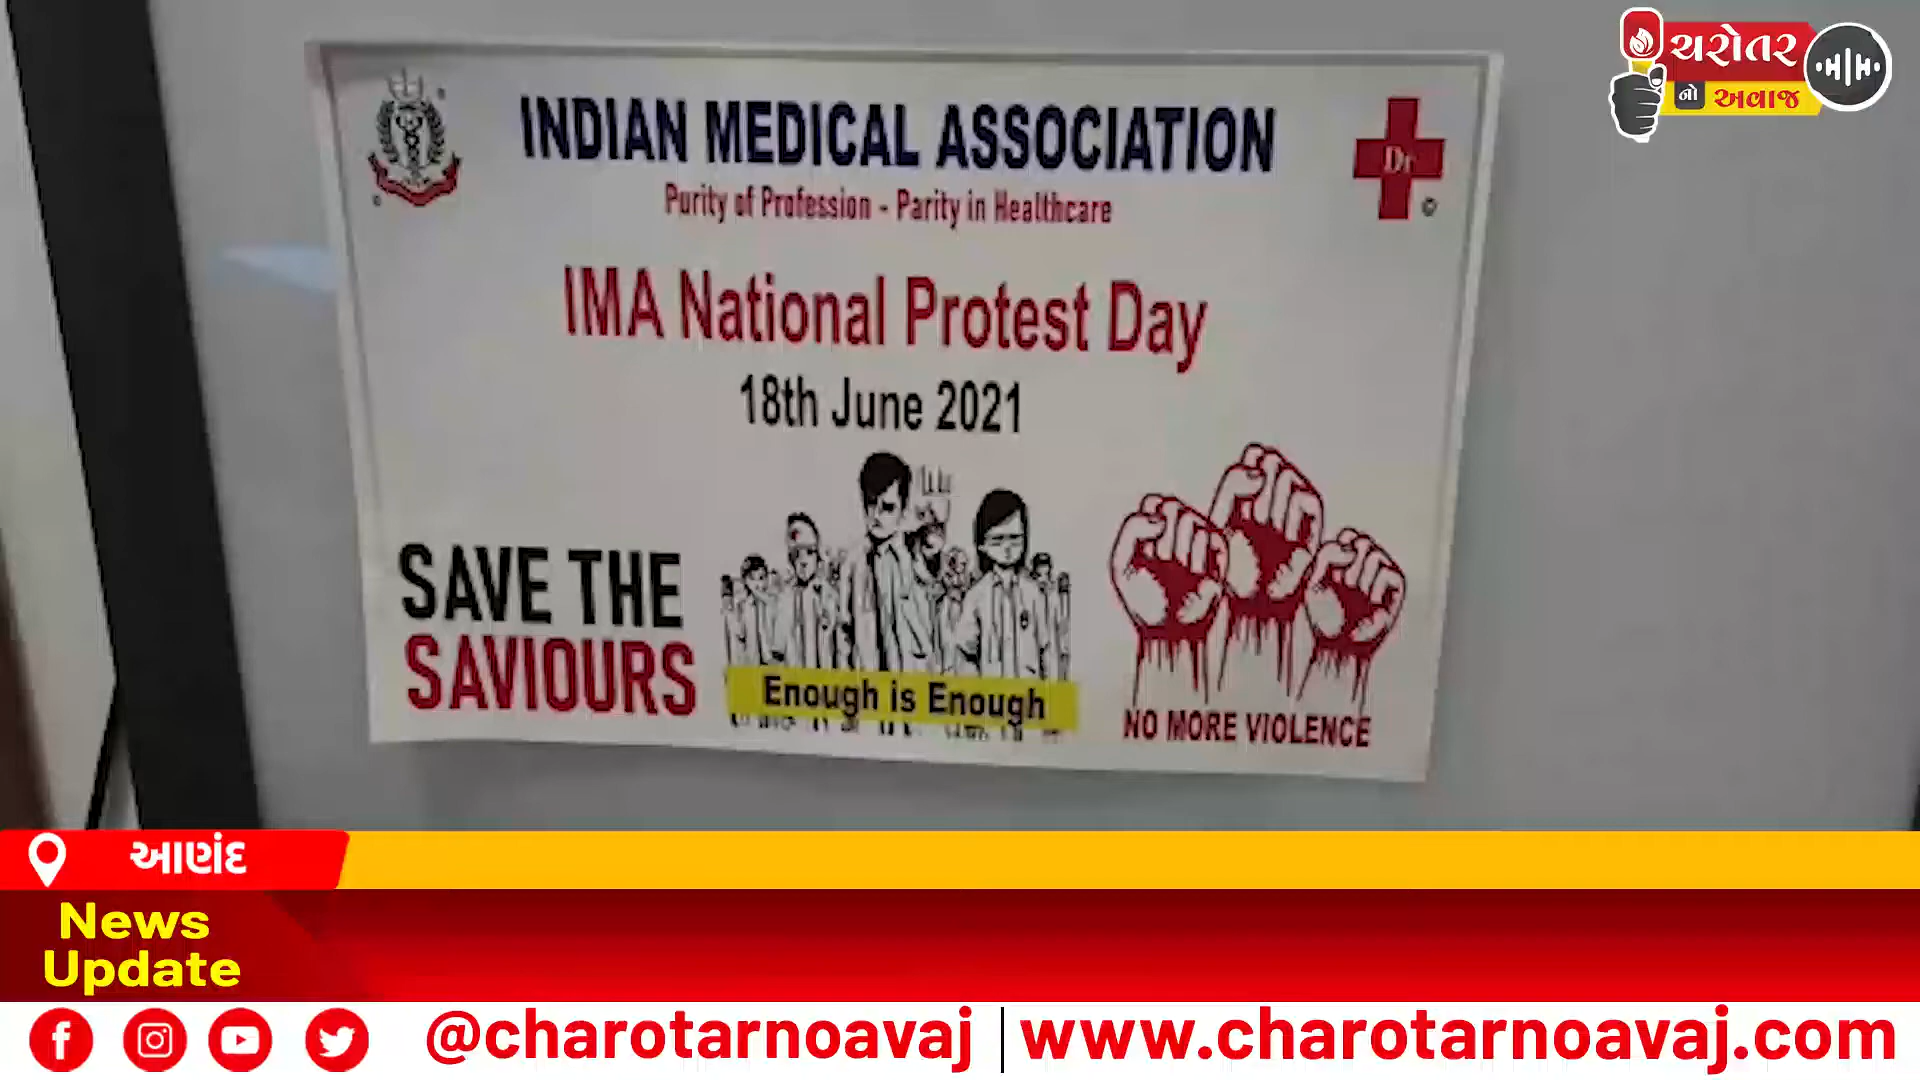 ચરોતર
નો અવાજ
INDIAN MEDICAL ASSOCIATION
Purity of Profession - Parity in Healthcare
Dr
IMA National Protest Day
18th June 2021
SAVE THE
SAVIOURS
Enough is Enough
NO MORE VIOLENCE
આણંદ
News
Update
@charotarnoavaj | www.charotarnoavaj.com